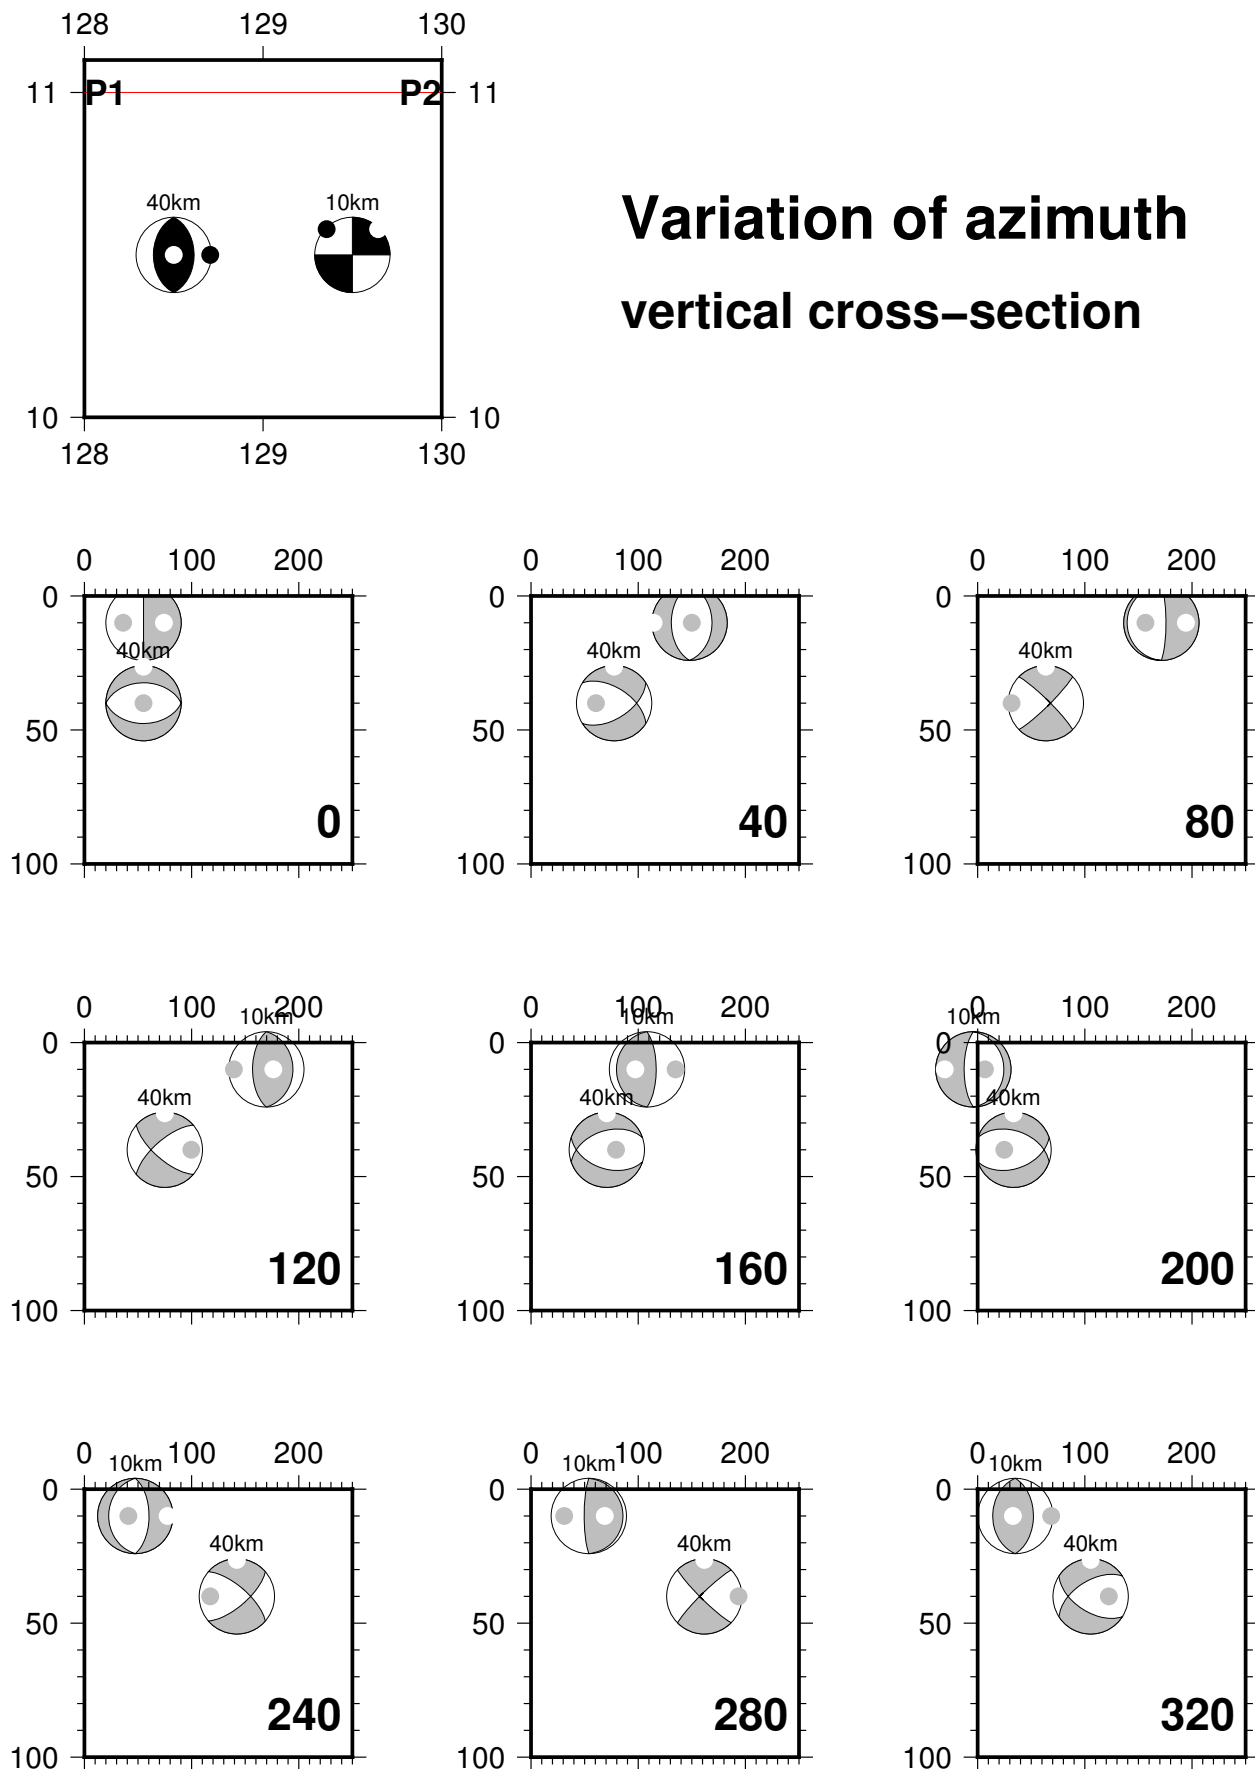 128 129 130
11 P1 P2 11
40km 10km
Variation of azimuth
vertical cross−section
10 10
128 129 130
0 100 200 0 100 200 0 100 200
0 0 0
40km 40km 40km
50 50 50
0 40 80
100 100 100
0 100 200 0 100 200 0 100 200
10km 10km 10km
0 0 0
40km 40km 40km
50 50 50
120 160 200
100 100 100
0 100 200 0 100 200 0 100 200
10km 10km 10km
0 0 0
40km 40km 40km
50 50 50
240 280 320
100 100 100